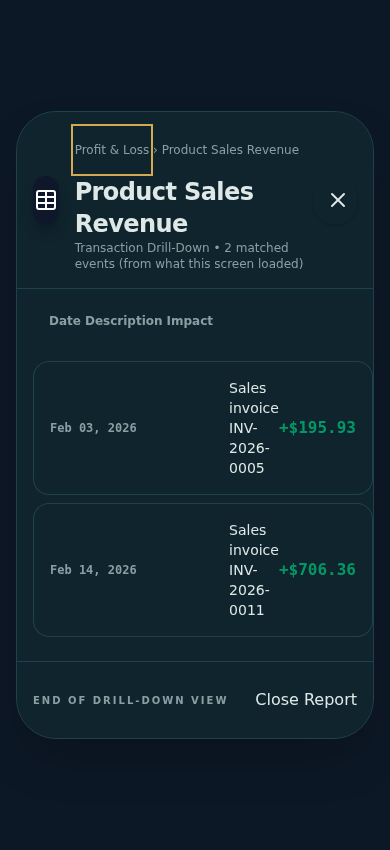 Profit & Loss › Product Sales Revenue
Product Sales
Revenue
Transaction Drill-Down • 2 matched
events (from what this screen loaded)
Date Description Impact
Feb 03, 2026
Sales
invoice
INV-
2026-
0005
+$195.93
Feb 14, 2026
Sales
invoice
INV-
2026-
0011
+$706.36
END OF DRILL-DOWN VIEW
Close Report